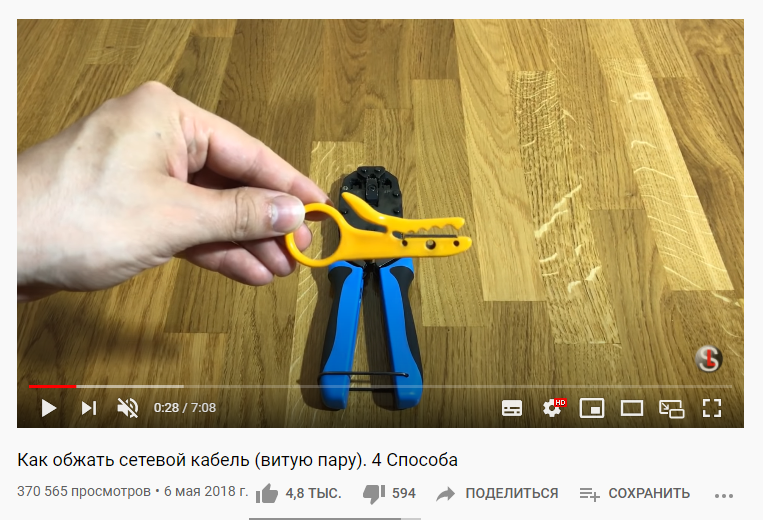 0:28 / 7:08
HD
Как обжать сетевой кабель (витую пару). 4 Способа
370 565 просмотров • 6 мая 2018 г.
4,8 ТЫС.
594
ПОДЕЛИТЬСЯ
СОХРАНИТЬ